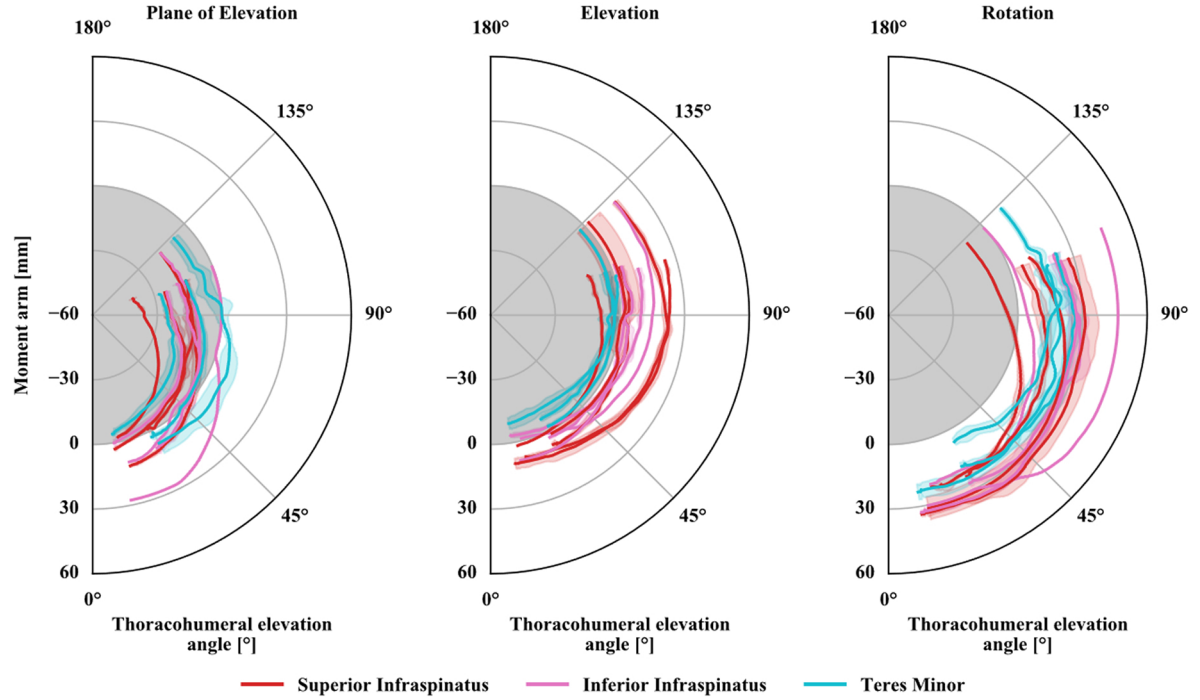 Plane of Elevation
Elevation
Rotation
180°
180°
180°
135°
135°
135°
Moment arm [mm]
−60
90°
−60
90°
−60
90°
−30
−30
−30
0
0
0
45°
45°
45°
30
30
30
60
60
60
0°
0°
0°
Thoracohumeral elevation
angle [°]
Thoracohumeral elevation
angle [°]
Thoracohumeral elevation
angle [°]
Superior Infraspinatus
Inferior Infraspinatus
Teres Minor